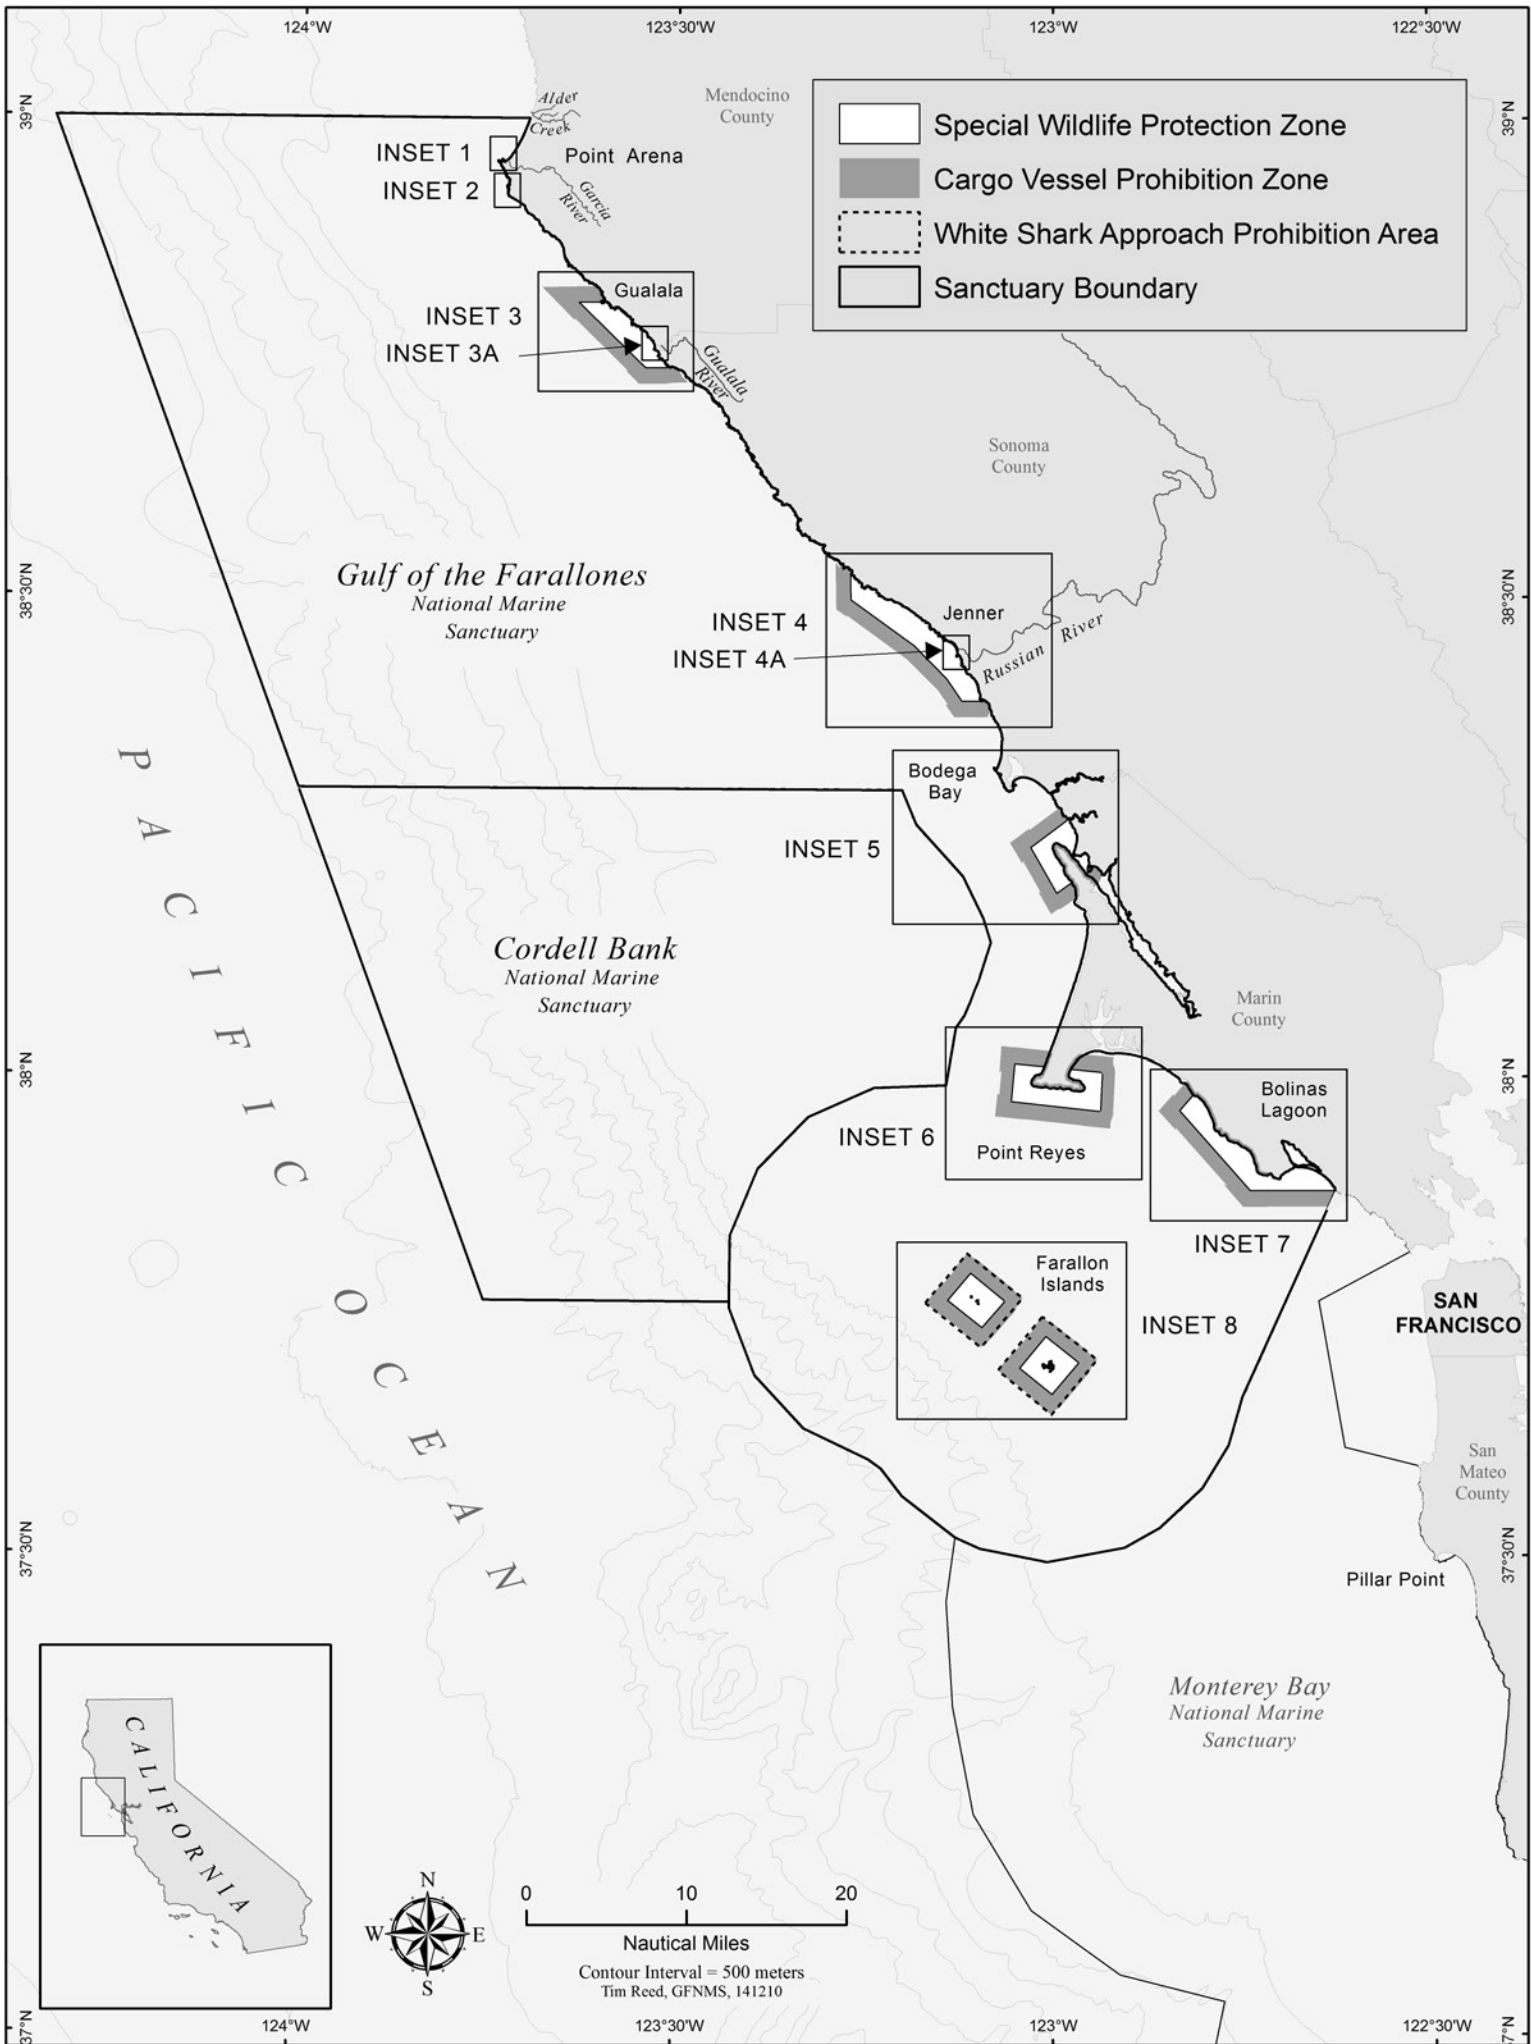 124°W
123°30'W
123°W
122°30'W
39°N
39°N
Alder
Creek
Mendocino
County
Special Wildlife Protection Zone
Cargo Vessel Prohibition Zone
White Shark Approach Prohibition Area
Sanctuary Boundary
INSET 1
Point Arena
INSET 2
Garcia
River
Gualala
INSET 3
INSET 3A
Gualala
River
Sonoma
County
38°30'N
38°30'N
Gulf of the Farallones
National Marine
Sanctuary
INSET 4
Jenner
INSET 4A
Russian River
PACIFIC OCEAN
Bodega
Bay
INSET 5
Cordell Bank
National Marine
Sanctuary
Marin
County
38°N
38°N
Bolinas
Lagoon
INSET 6
Point Reyes
INSET 7
Farallon
Islands
INSET 8
SAN
FRANCISCO
San
Mateo
County
37°30'N
37°30'N
Pillar Point
Monterey Bay
National Marine
Sanctuary
CALIFORNIA
N
W
E
S
0
10
20
Nautical Miles
Contour Interval = 500 meters
Tim Reed, GFNMS, 141210
37°N
7°N
124°W
123°30'W
123°W
122°30'W